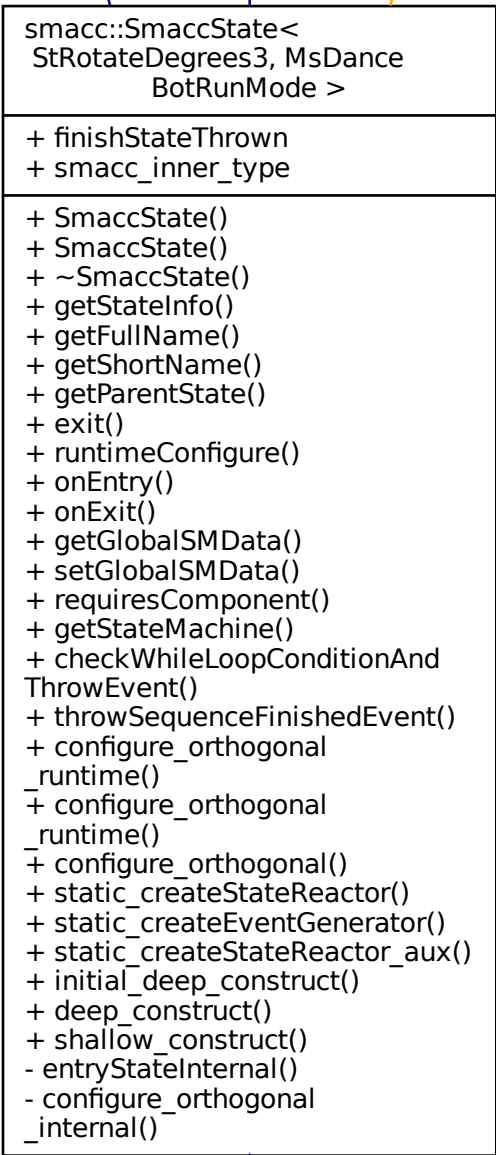 smacc::SmaccState<
StRotateDegrees3, MsDance
BotRunMode >
+ finishStateThrown
+ smacc_inner_type
+ SmaccState()
+ SmaccState()
+ ~SmaccState()
+ getStateInfo()
+ getFullName()
+ getShortName()
+ getParentState()
+ exit()
+ runtimeConfigure()
+ onEntry()
+ onExit()
+ getGlobalSMData()
+ setGlobalSMData()
+ requiresComponent()
+ getStateMachine()
+ checkWhileLoopConditionAnd
ThrowEvent()
+ throwSequenceFinishedEvent()
+ configure_orthogonal
_runtime()
+ configure_orthogonal
_runtime()
+ configure_orthogonal()
+ static_createStateReactor()
+ static_createEventGenerator()
+ static_createStateReactor_aux()
+ initial_deep_construct()
+ deep_construct()
+ shallow_construct()
- entryStateInternal()
- configure_orthogonal
_internal()